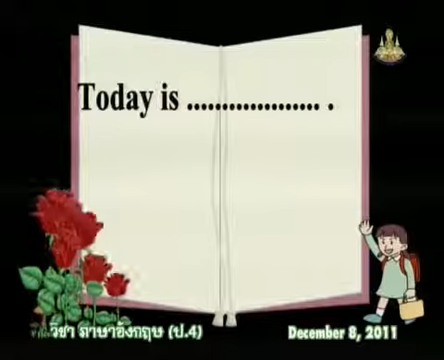 Today is ................... .
วิชา ภาษาอังกฤษ (ป.4)
December 8, 2011